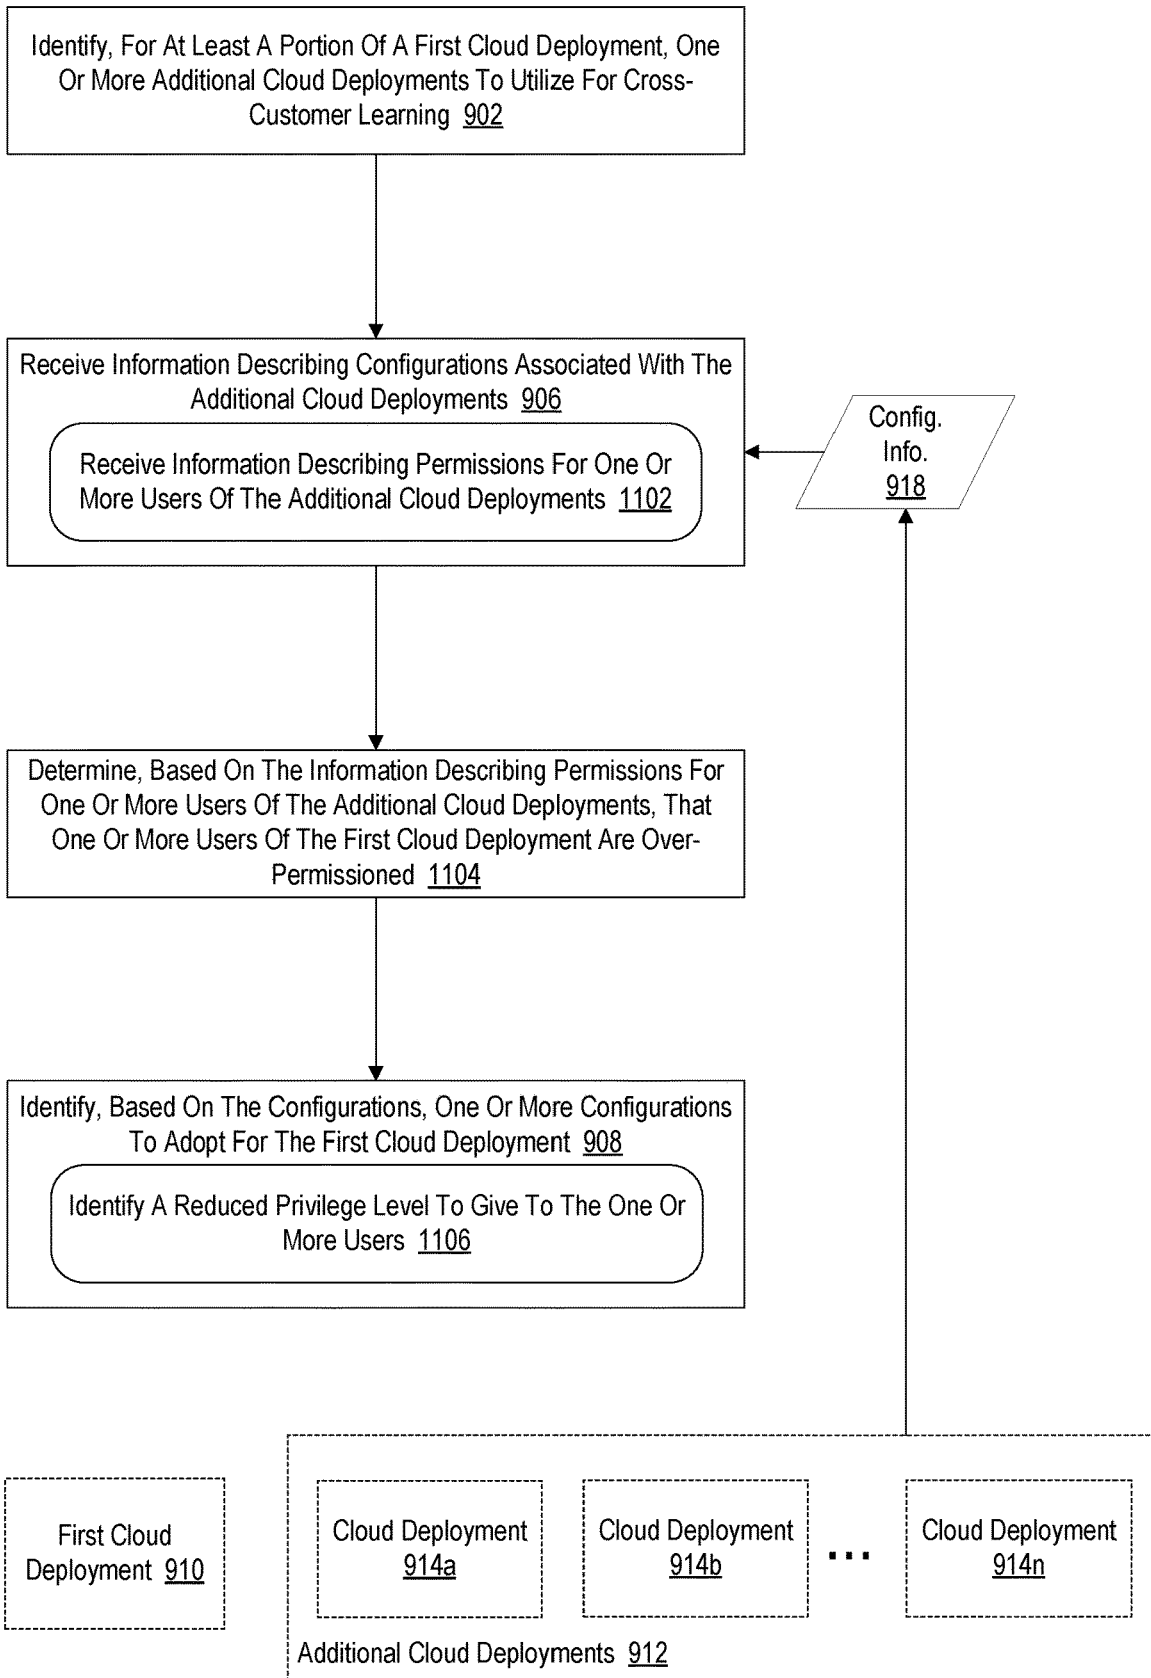 Identify, For At Least A Portion Of A First Cloud Deployment, One
Or More Additional Cloud Deployments To Utilize For Cross-
Customer Learning 902
Receive Information Describing Configurations Associated With The
Additional Cloud Deployments 906
Receive Information Describing Permissions For One Or
More Users Of The Additional Cloud Deployments 1102
Config.
Info.
918
Determine, Based On The Information Describing Permissions For
One Or More Users Of The Additional Cloud Deployments, That
One Or More Users Of The First Cloud Deployment Are Over-
Permissioned 1104
Identify, Based On The Configurations, One Or More Configurations
To Adopt For The First Cloud Deployment 908
Identify A Reduced Privilege Level To Give To The One Or
More Users 1106
First Cloud
Deployment 910
Cloud Deployment
914a
Cloud Deployment
914b
...
Cloud Deployment
914n
Additional Cloud Deployments 912